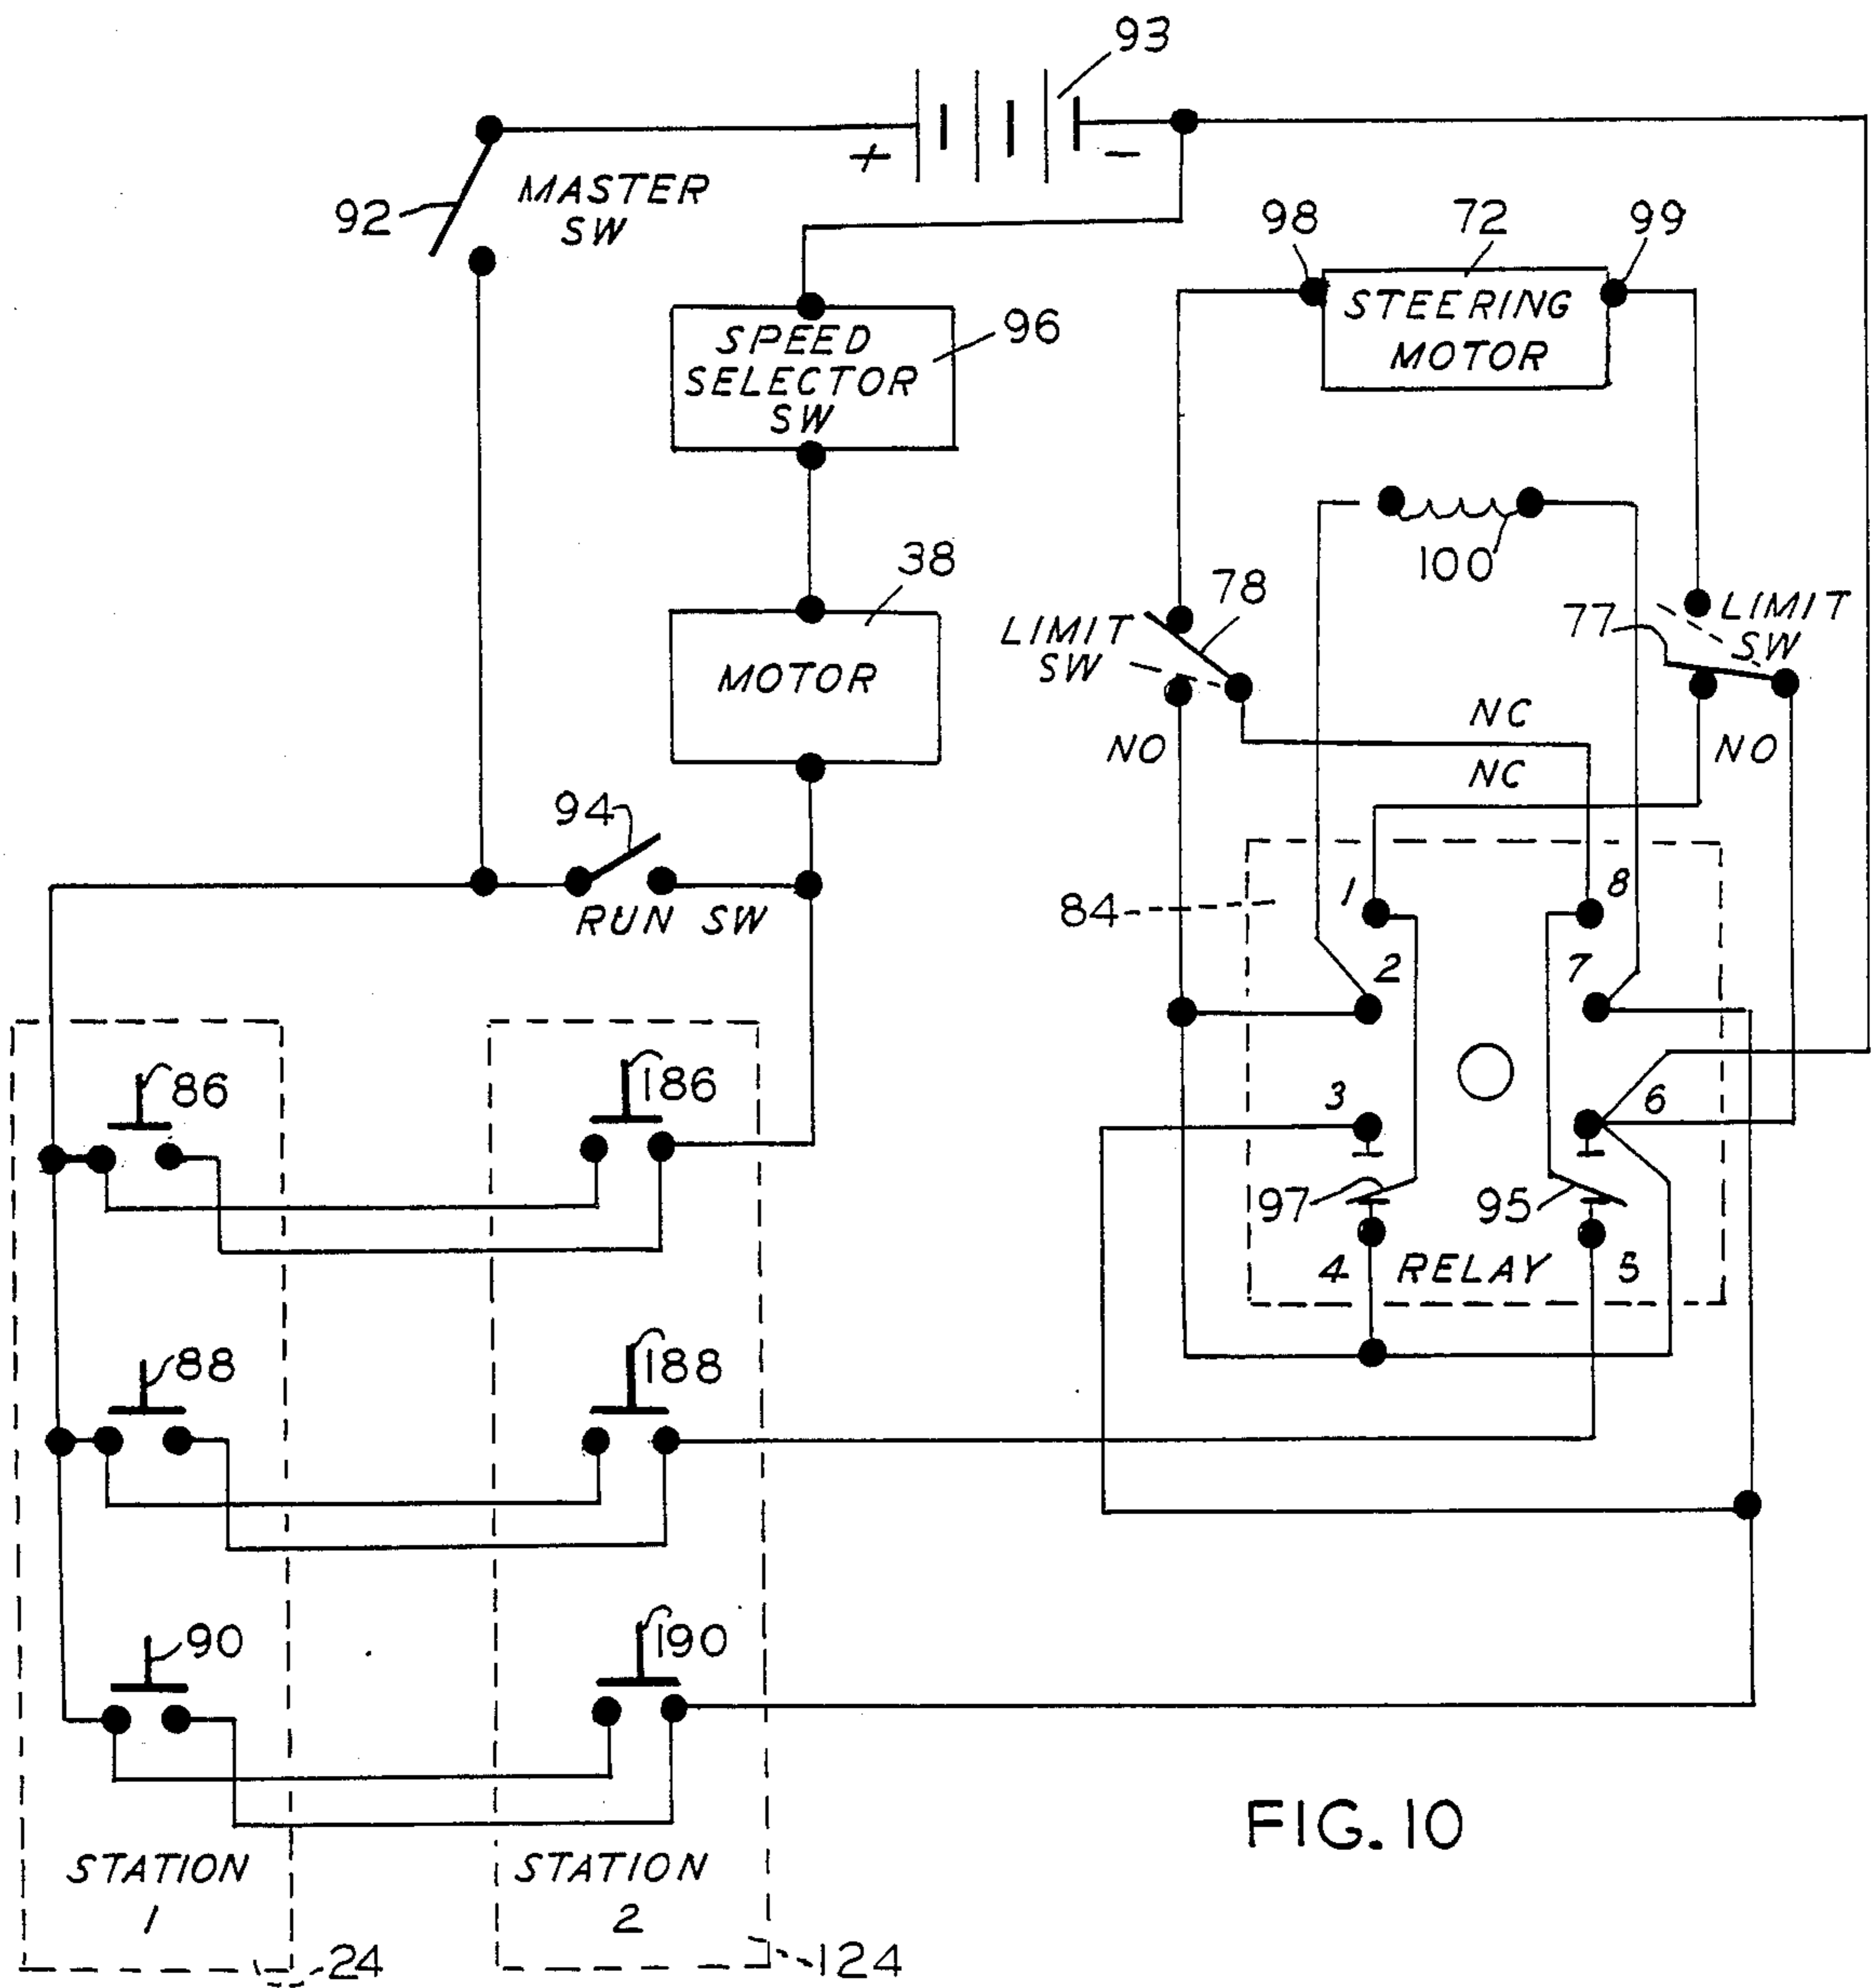 93
+
-
92
MASTER
SW
98
72
99
STEERING
MOTOR
SPEED
SELECTOR
SW
96
100
38
78
LIMIT
SW
77
LIMIT
SW
MOTOR
NC
NO
NC
NO
94
RUN SW
84
1
8
2
7
86
186
3
6
97
95
4
RELAY
5
88
188
90
190
FIG. 10
STATION
1
STATION
2
24
124